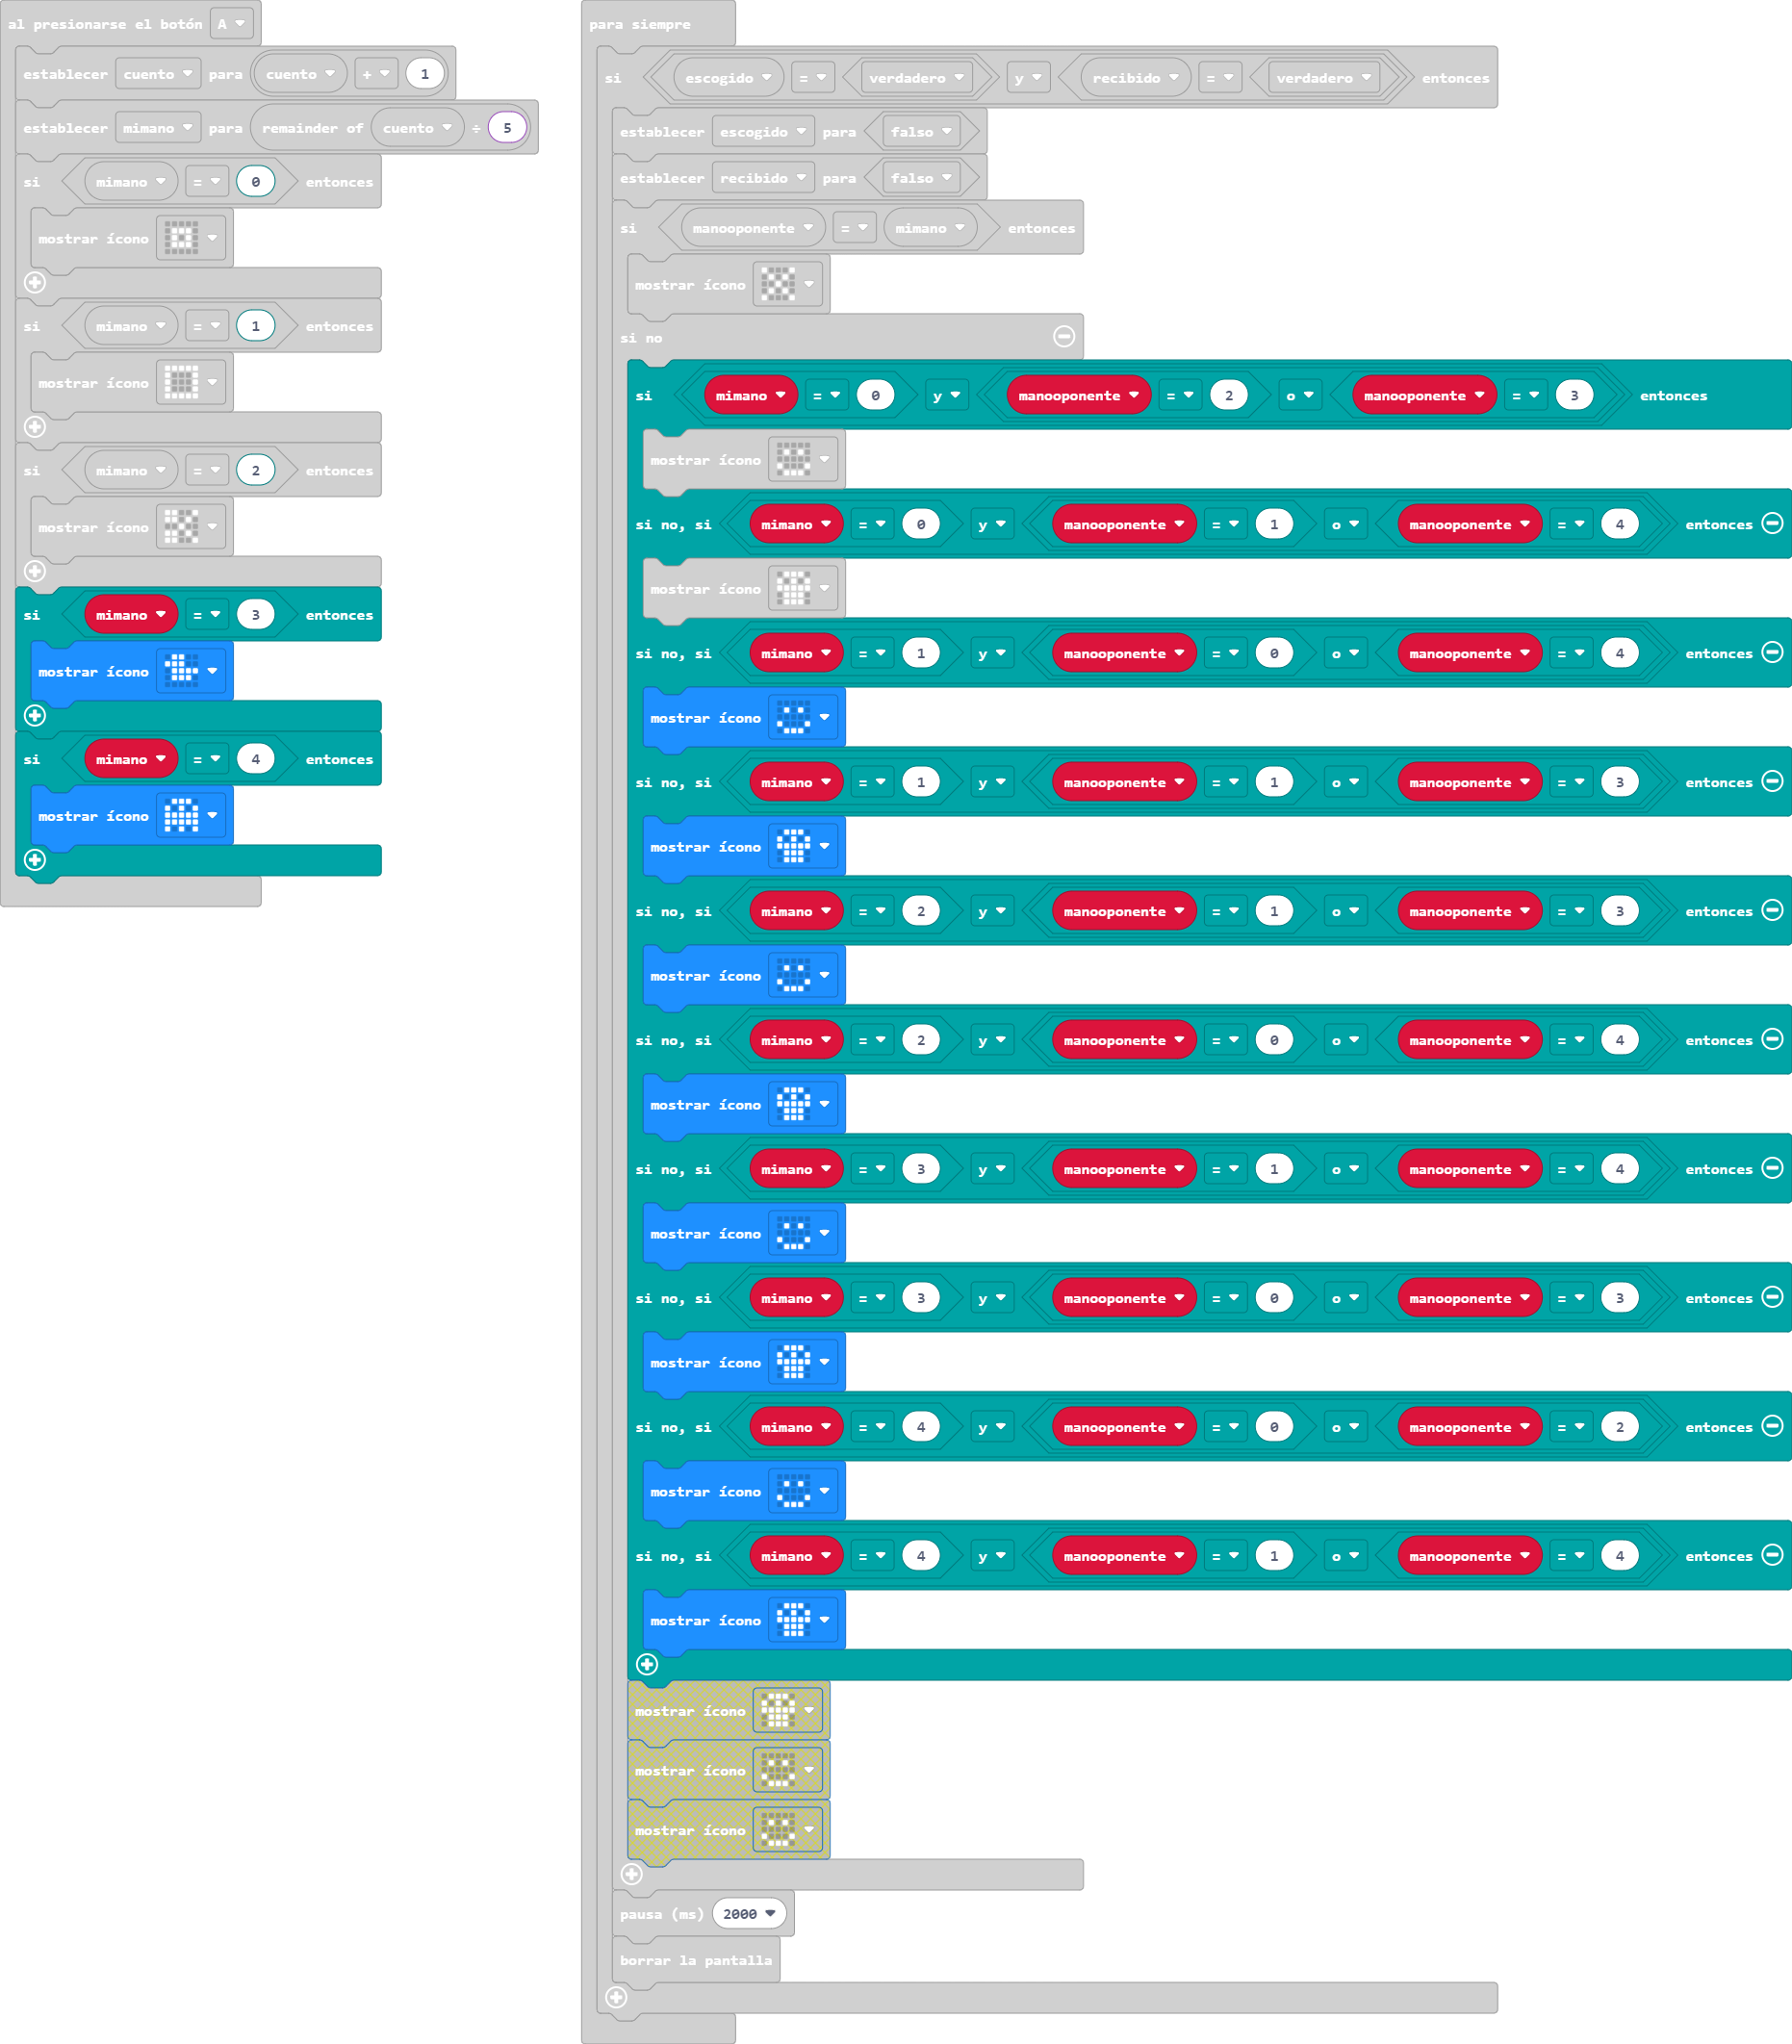 al presionarse el botón A
establecer cuento para cuento + 1
establecer mimano para remainder of cuento ÷ 5
si mimano = 0 entonces
mostrar ícono
si mimano = 1 entonces
mostrar ícono
si mimano = 2 entonces
mostrar ícono
si mimano = 3 entonces
mostrar ícono
si mimano = 4 entonces
mostrar ícono
para siempre
si escogido = verdadero y recibido = verdadero entonces
establecer escogido para falso
establecer recibido para falso
si manooponente = mimano entonces
mostrar ícono
si no
si mimano = 0 y manooponente = 2 o manooponente = 3 entonces
mostrar ícono
si no, si mimano = 0 y manooponente = 1 o manooponente = 4 entonces
mostrar ícono
si no, si mimano = 1 y manooponente = 0 o manooponente = 4 entonces
mostrar ícono
si no, si mimano = 1 y manooponente = 1 o manooponente = 3 entonces
mostrar ícono
si no, si mimano = 2 y manooponente = 1 o manooponente = 3 entonces
mostrar ícono
si no, si mimano = 2 y manooponente = 0 o manooponente = 4 entonces
mostrar ícono
si no, si mimano = 3 y manooponente = 1 o manooponente = 4 entonces
mostrar ícono
si no, si mimano = 3 y manooponente = 0 o manooponente = 3 entonces
mostrar ícono
si no, si mimano = 4 y manooponente = 0 o manooponente = 2 entonces
mostrar ícono
si no, si mimano = 4 y manooponente = 1 o manooponente = 4 entonces
mostrar ícono
mostrar ícono
mostrar ícono
mostrar ícono
pausa (ms) 2000
borrar la pantalla